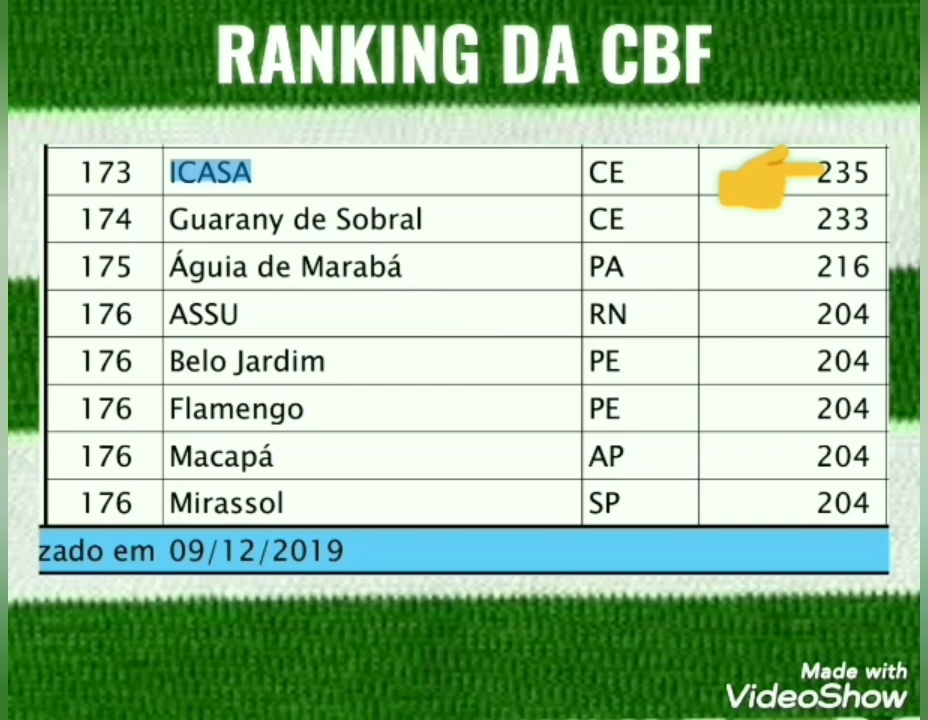 RANKING DA CBF
173 ICASA CE 235
174 Guarany de Sobral CE 233
175 Águia de Marabá PA 216
176 ASSU RN 204
176 Belo Jardim PE 204
176 Flamengo PE 204
176 Macapá AP 204
176 Mirassol SP 204
zado em 09/12/2019
Made with
VideoShow